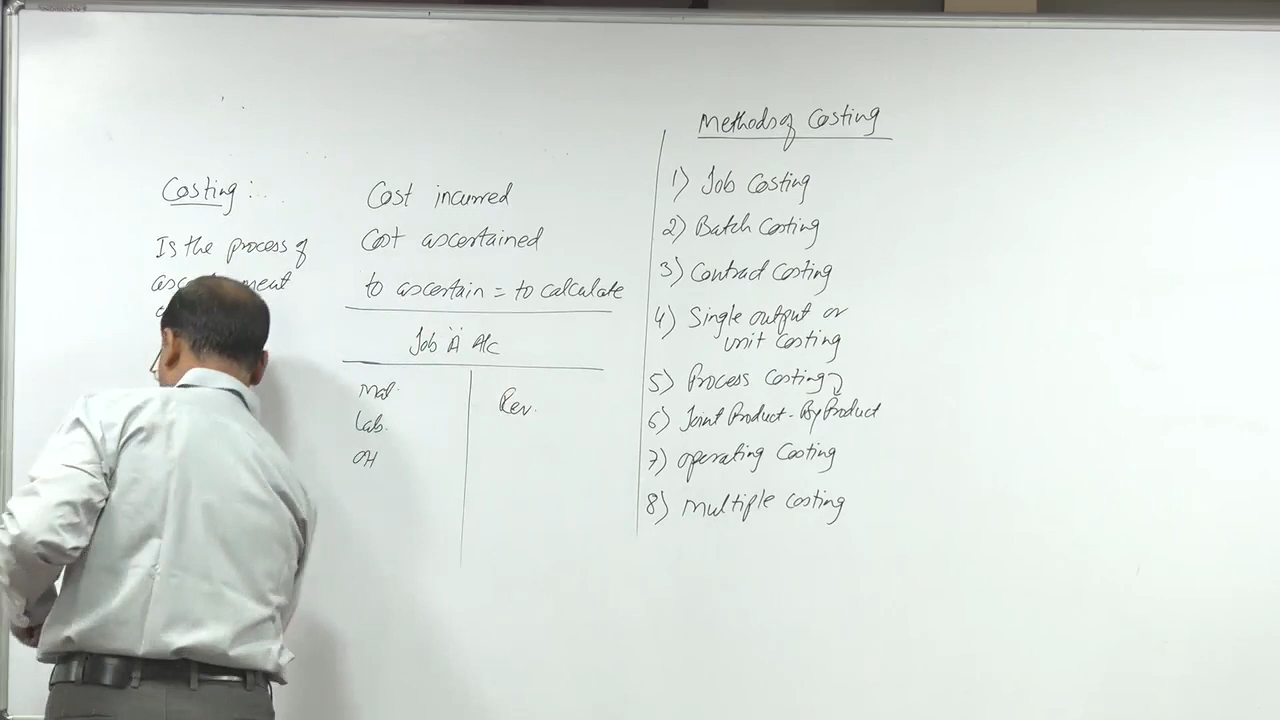 Costing :..
Is the process of
Cost incurred
Cost ascertained
to ascertain = to calculate
Job Ä A/c
Mat.
Lab.
OH
Rev.
Methods of Costing
1) Job Costing
2) Batch Costing
3) Contract Costing
4) Single output or
unit Costing
5) Process Costing
6) Joint Product - By Product
7) Operating Costing
8) Multiple Costing